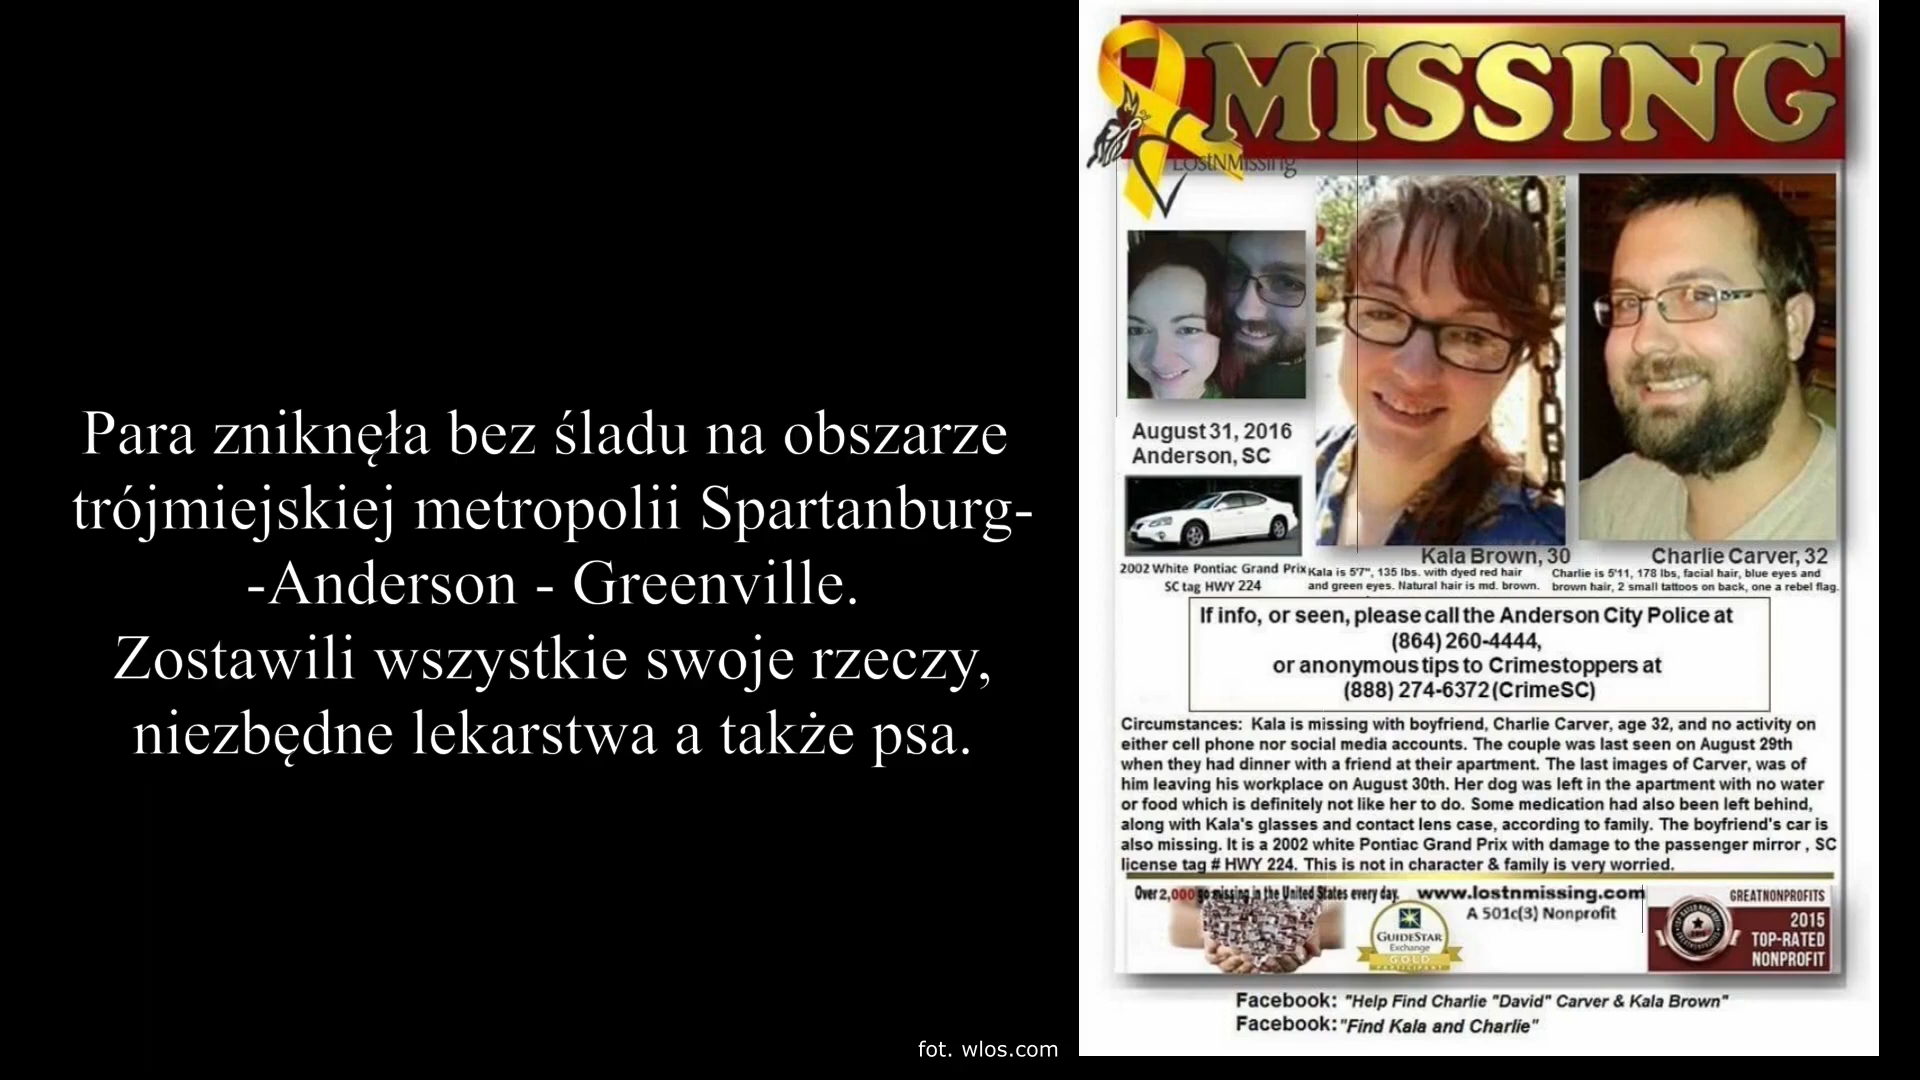 Para zniknęła bez śladu na obszarze
trójmiejskiej metropolii Spartanburg-
-Anderson - Greenville.
Zostawili wszystkie swoje rzeczy,
niezbędne lekarstwa a także psa.
fot. wlos.com
MISSING
LostNMissing
August 31, 2016
Anderson, SC
2002 White Pontiac Grand Prix
SC tag HWY 224
Kala Brown, 30
Kala is 5'7", 135 lbs. with dyed red hair
and green eyes. Natural hair is md. brown.
Charlie Carver, 32
Charlie is 5'11, 178 lbs, facial hair, blue eyes and
brown hair, 2 small tattoos on back, one a rebel flag.
If info, or seen, please call the Anderson City Police at
(864) 260-4444,
or anonymous tips to Crimestoppers at
(888) 274-6372 (CrimeSC)
Circumstances: Kala is missing with boyfriend, Charlie Carver, age 32, and no activity on
either cell phone nor social media accounts. The couple was last seen on August 29th
when they had dinner with a friend at their apartment. The last images of Carver, was of
him leaving his workplace on August 30th. Her dog was left in the apartment with no water
or food which is definitely not like her to do. Some medication had also been left behind,
along with Kala's glasses and contact lens case, according to family. The boyfriend's car is
also missing. It is a 2002 white Pontiac Grand Prix with damage to the passenger mirror , SC
license tag # HWY 224. This is not in character & family is very worried.
Over 2,000 go missing in the United States every day.
www.lostnmissing.com
A 501c(3) Nonprofit
GUIDESTAR
Exchange
GOLD
PARTICIPANT
GREATNONPROFITS
2015
TOP-RATED
NONPROFIT
Facebook: "Help Find Charlie "David" Carver & Kala Brown"
Facebook: "Find Kala and Charlie"